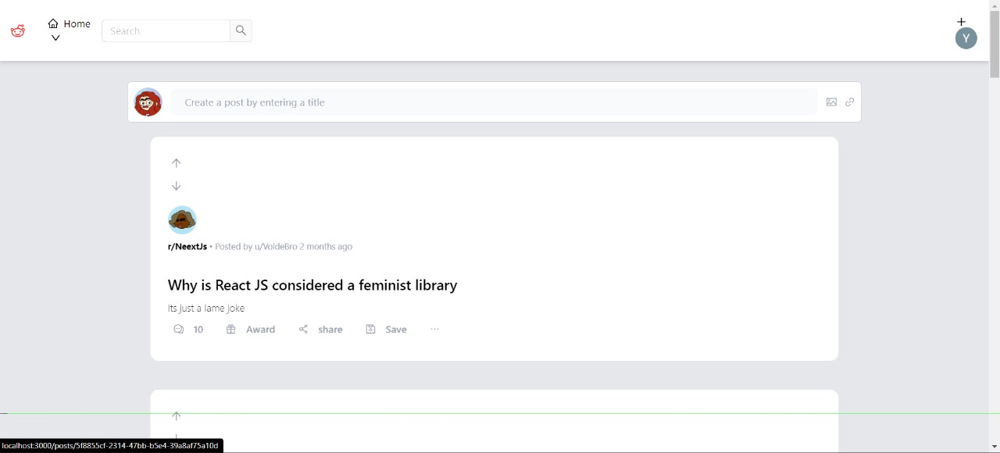 Home
Search
Y
Create a post by entering a title
r/NeextJs • Posted by u/VoldeBro 2 months ago
Why is React JS considered a feminist library
Its just a lame joke
10 Award share Save ...
localhost:3000/posts/5f8855cf-2314-47bb-b5e4-39a8af75a10d